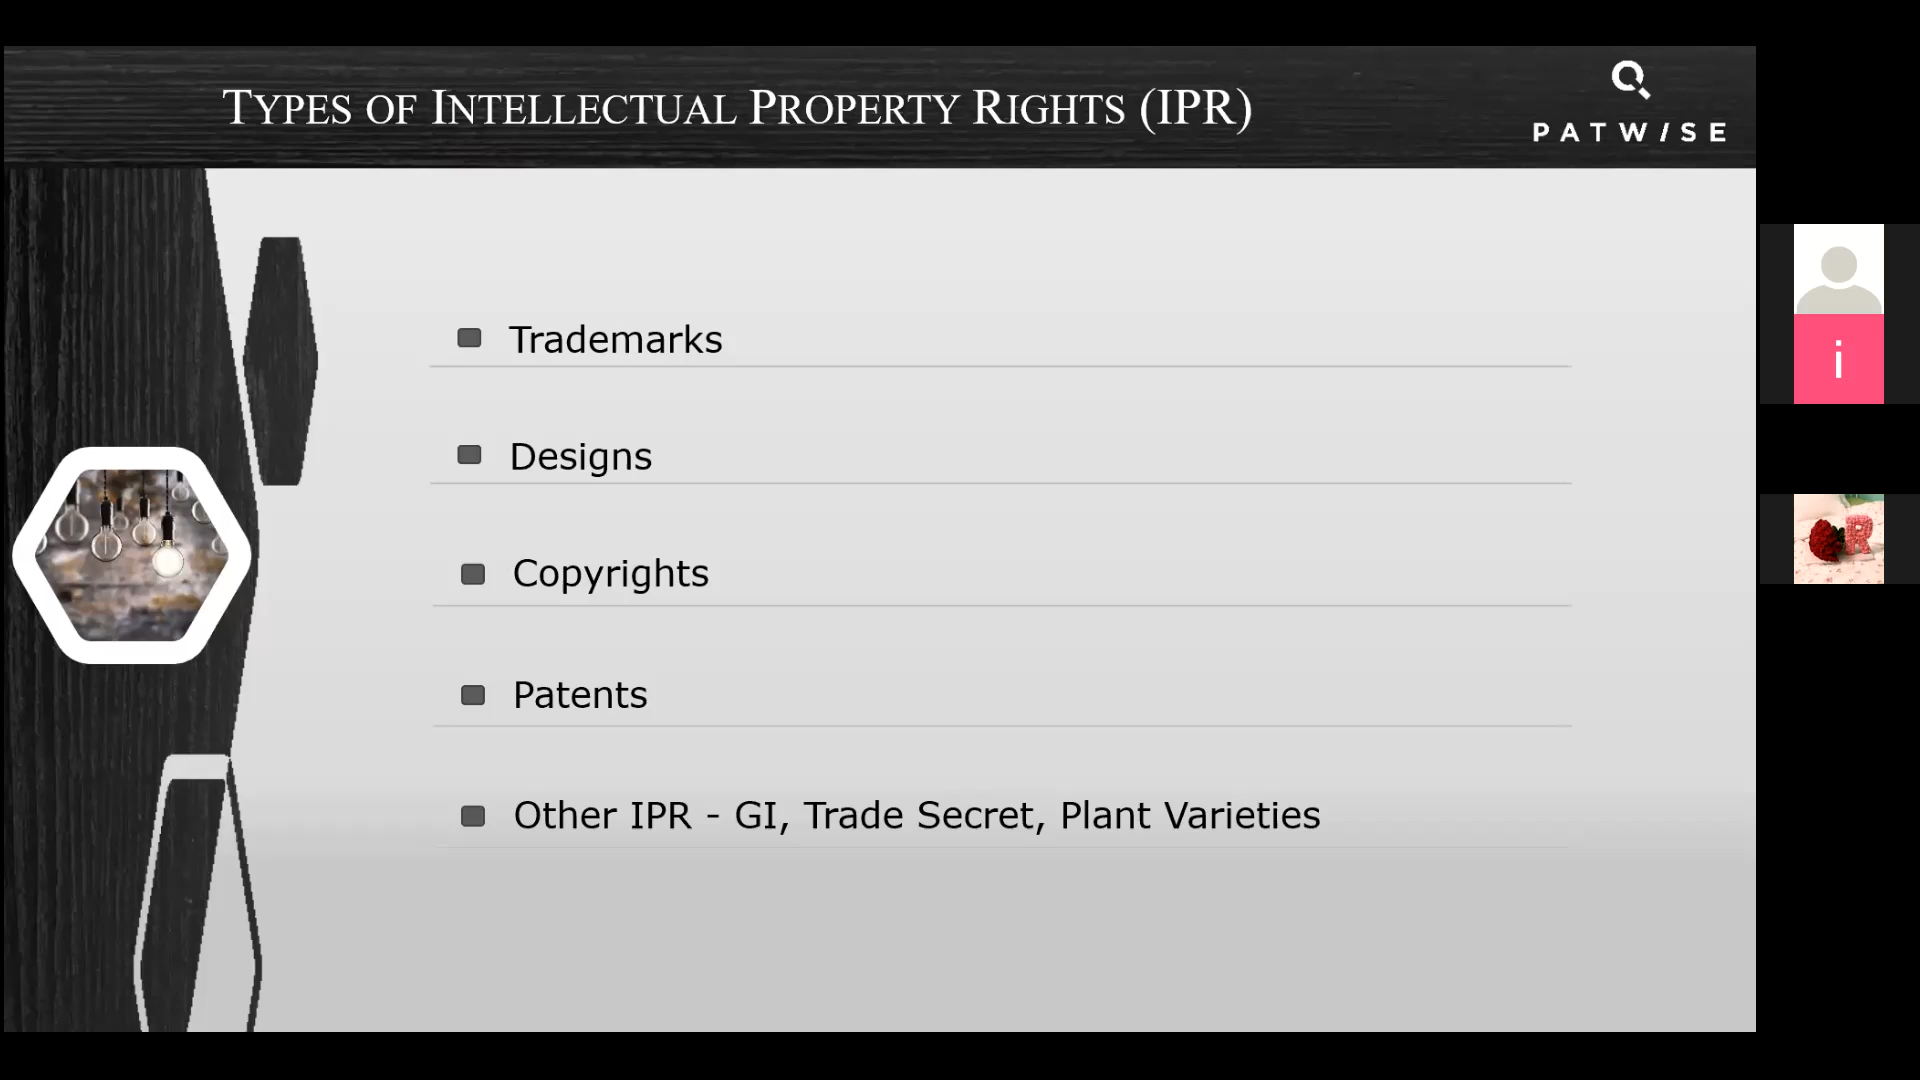 TYPES OF INTELLECTUAL PROPERTY RIGHTS (IPR)
PATWISE
Trademarks
Designs
Copyrights
Patents
Other IPR - GI, Trade Secret, Plant Varieties
i
R